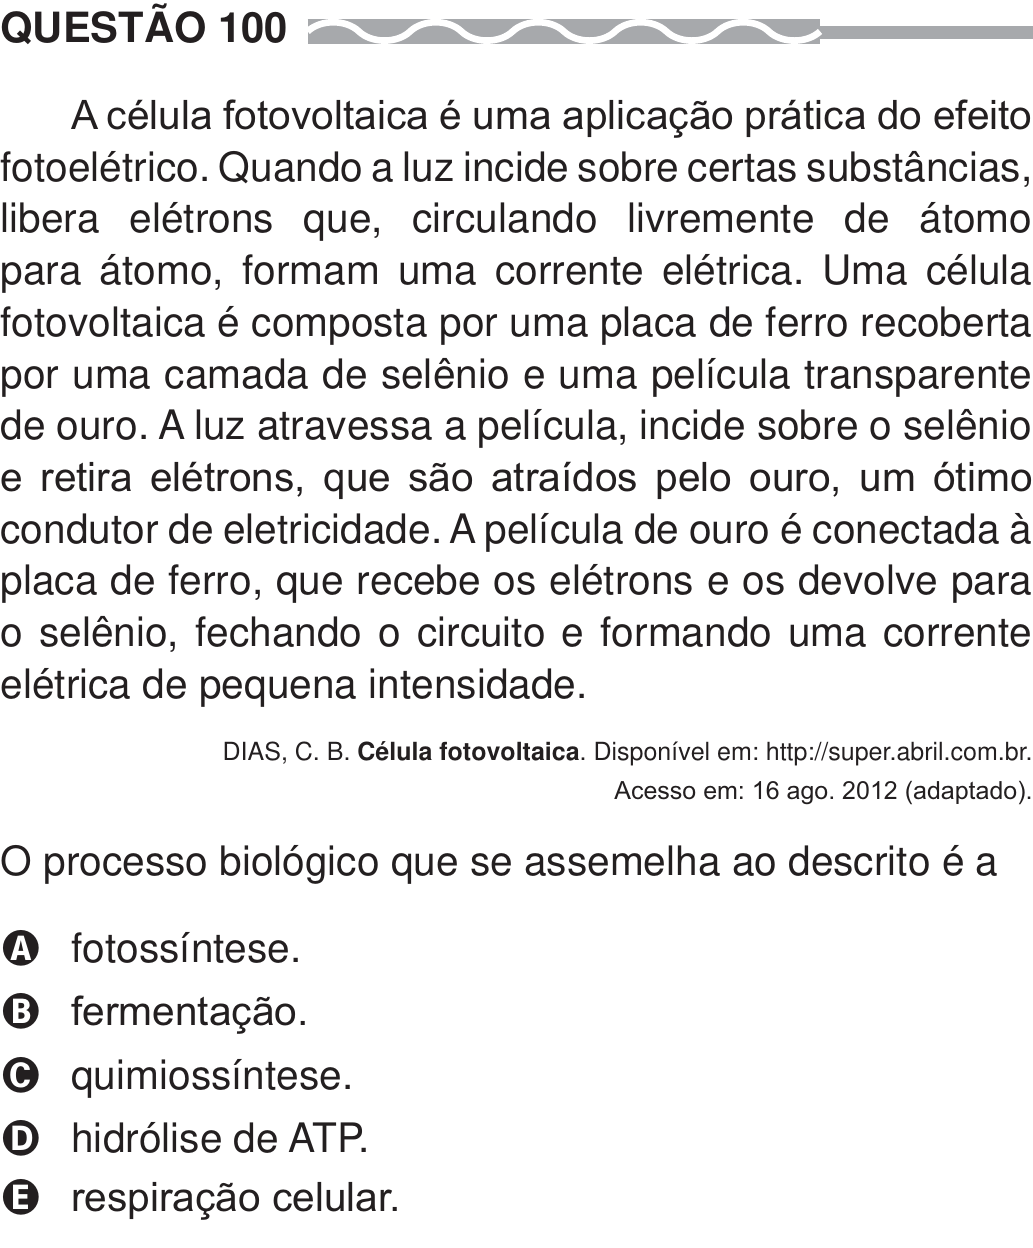 QUESTÃO 100
A célula fotovoltaica é uma aplicação prática do efeito
fotoelétrico. Quando a luz incide sobre certas substâncias,
libera elétrons que, circulando livremente de átomo
para átomo, formam uma corrente elétrica. Uma célula
fotovoltaica é composta por uma placa de ferro recoberta
por uma camada de selênio e uma película transparente
de ouro. A luz atravessa a película, incide sobre o selênio
e retira elétrons, que são atraídos pelo ouro, um ótimo
condutor de eletricidade. A película de ouro é conectada à
placa de ferro, que recebe os elétrons e os devolve para
o selênio, fechando o circuito e formando uma corrente
elétrica de pequena intensidade.
DIAS, C. B. Célula fotovoltaica. Disponível em: http://super.abril.com.br.
Acesso em: 16 ago. 2012 (adaptado).
O processo biológico que se assemelha ao descrito é a
A fotossíntese.
B fermentação.
C quimiossíntese.
D hidrólise de ATP.
E respiração celular.